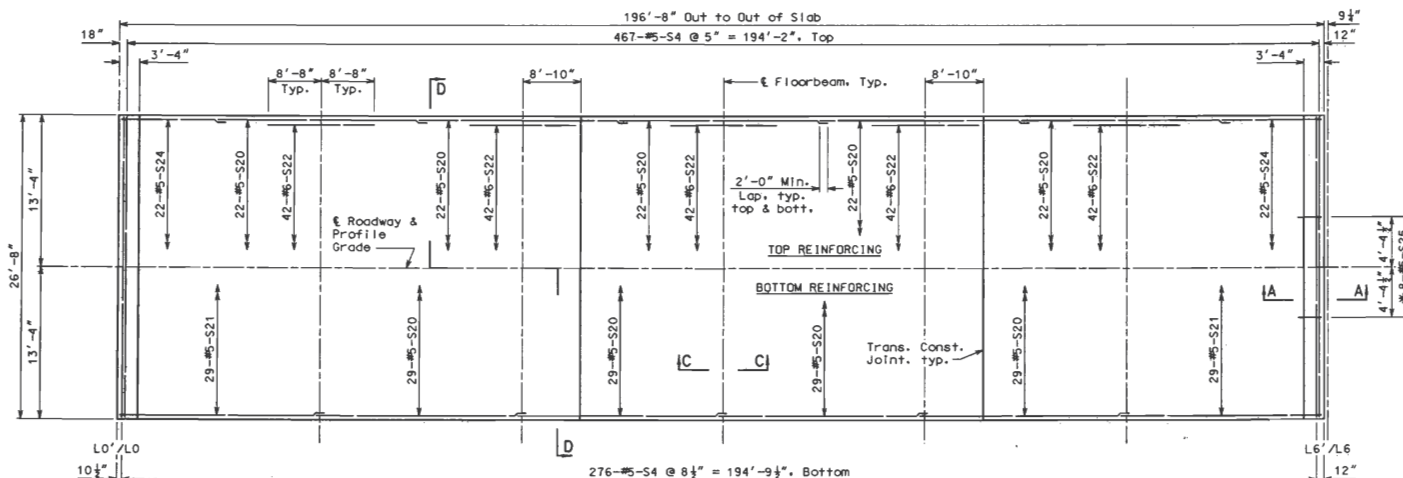 196'-8" Out to Out of Slab
9¼"
18"
467-#5-S4 @ 5" = 194'-2", Top
12"
3'-4"
3'-4"
8'-8" Typ.
8'-8" Typ.
D
8'-10"
℄ Floorbeam, Typ.
8'-10"
22-#5-S24
22-#5-S20
42-#6-S22
22-#5-S20
42-#6-S22
22-#5-S20
42-#6-S22
2'-0" Min.
Lap, typ.
top & bott.
22-#5-S20
42-#6-S22
22-#5-S20
42-#6-S22
22-#5-S24
26'-8"
13'-4"
13'-4"
℄ Roadway &
Profile
Grade
TOP REINFORCING
BOTTOM REINFORCING
4'-4½"
4'-4½"
* 8-#5-S26
A
A
29-#5-S21
29-#5-S20
29-#5-S20
C
C
29-#5-S20
Trans. Const.
Joint, typ.
29-#5-S20
29-#5-S21
L0'/L0
D
L6'/L6
10½"
276-#5-S4 @ 8½" = 194'-9½", Bottom
12"